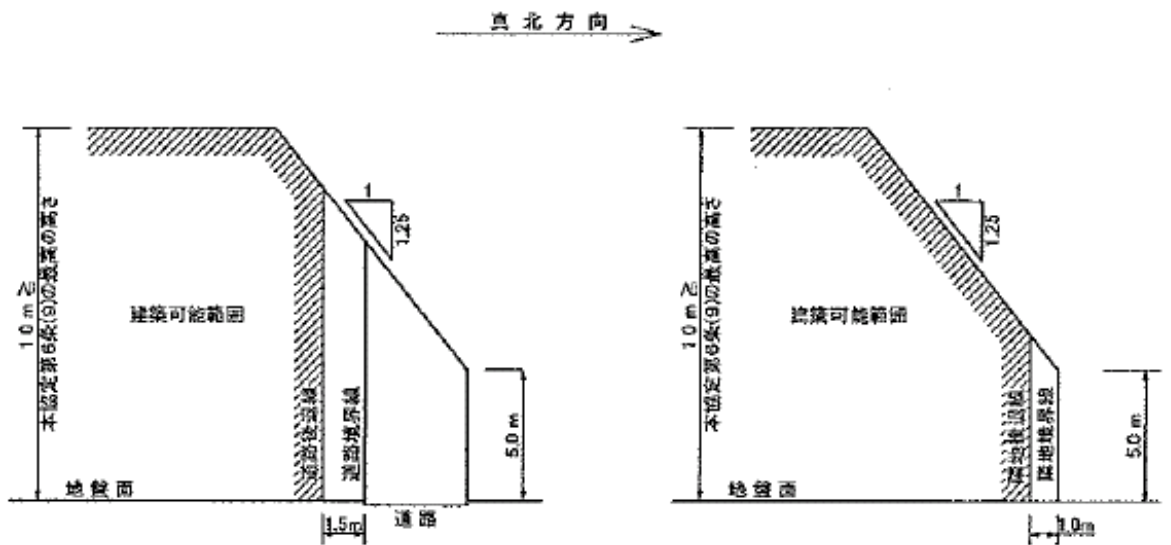 真北方向
1
1.25
10m≧
本協定第6条(9)の最高の高さ
建築可能範囲
道路後退線
道路境界線
5.0m
地盤面
1.5m
道路
1
1.25
10m≧
本協定第6条(9)の最高の高さ
建築可能範囲
隣地後退線
隣地境界線
5.0m
地盤面
1.0m